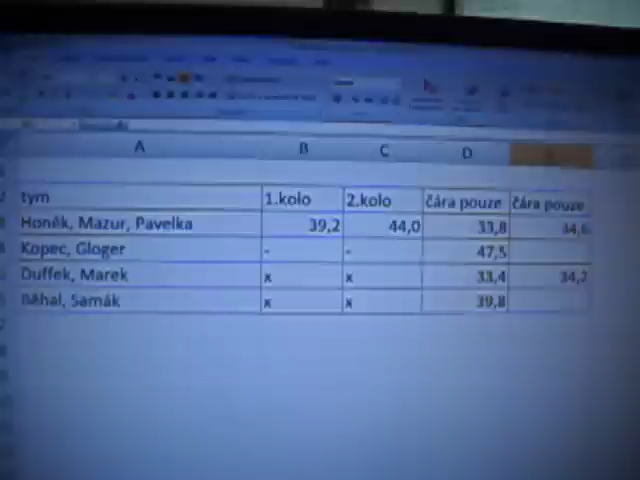 A B C D
tym 1.kolo 2.kolo čára pouze čára pouze
Honěk, Mazur, Pavelka 39,2 44,0 33,8 34,6
Kopec, Gloger - - 47,5
Duffek, Marek x x 33,4 34,2
Běhal, Samák x x 39,8